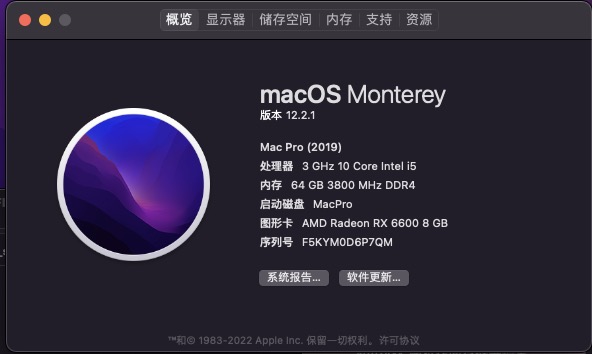 概览 显示器 储存空间 内存 支持 资源
macOS Monterey
版本 12.2.1
Mac Pro (2019)
处理器 3 GHz 10 Core Intel i5
内存 64 GB 3800 MHz DDR4
启动磁盘 MacPro
图形卡 AMD Radeon RX 6600 8 GB
序列号 F5KYM0D6P7QM
系统报告... 软件更新...
™和© 1983-2022 Apple Inc. 保留一切权利。许可协议